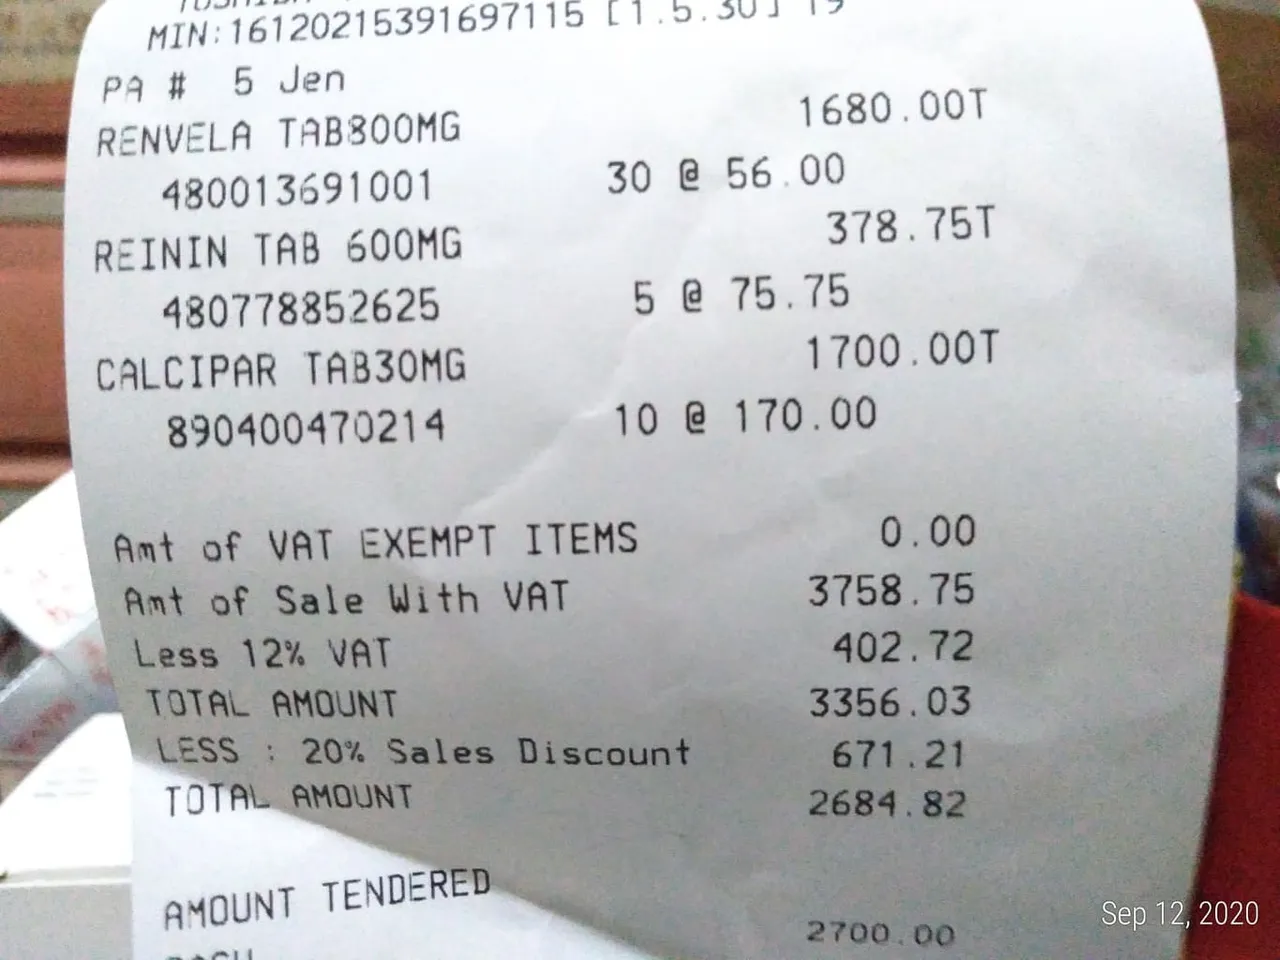 MIN:16120215391697115 [1.5.30] 19
PA # 5 Jen
RENVELA TAB800MG 1680.00T
480013691001 30 @ 56.00
REININ TAB 600MG 378.75T
480778852625 5 @ 75.75
CALCIPAR TAB30MG 1700.00T
890400470214 10 @ 170.00
Amt of VAT EXEMPT ITEMS 0.00
Amt of Sale With VAT 3758.75
Less 12% VAT 402.72
TOTAL AMOUNT 3356.03
LESS : 20% Sales Discount 671.21
TOTAL AMOUNT 2684.82
AMOUNT TENDERED
2700.00
Sep 12, 2020